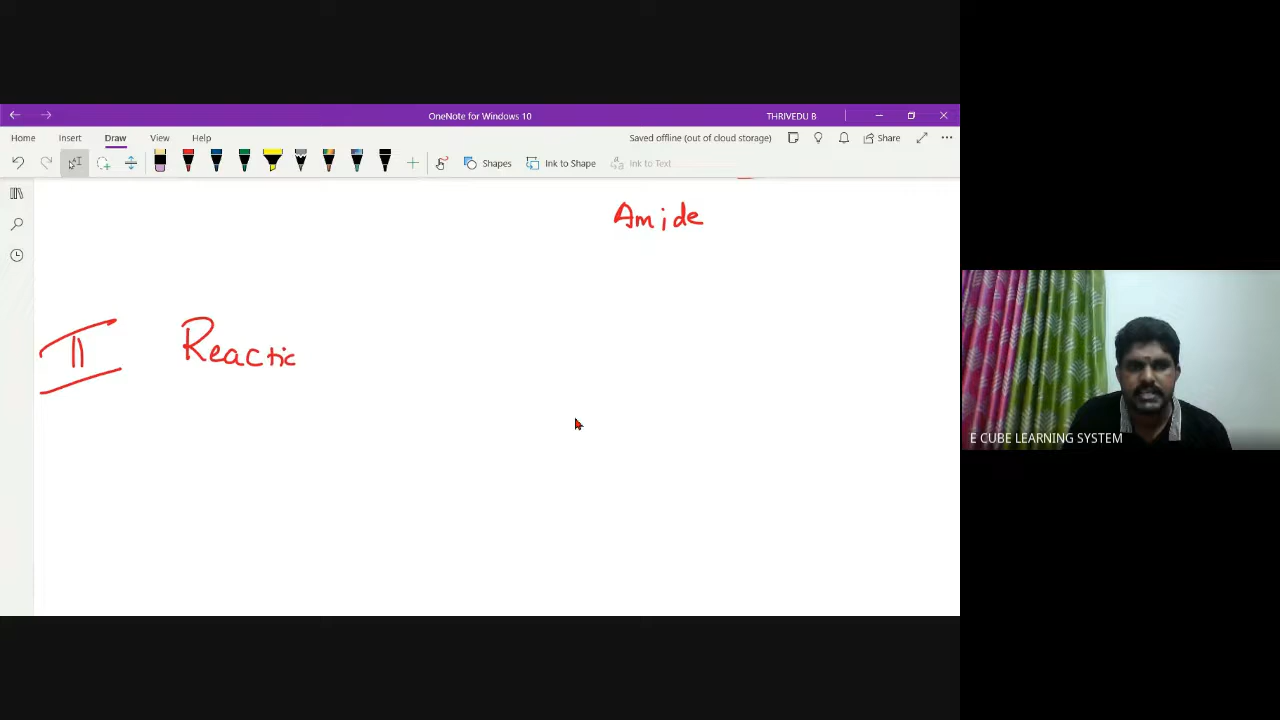 OneNote for Windows 10
THRIVEDU B
Home Insert Draw View Help
Saved offline (out of cloud storage)
Share
Shapes
Ink to Shape
Ink to Text
Amide
II Reactio
E CUBE LEARNING SYSTEM